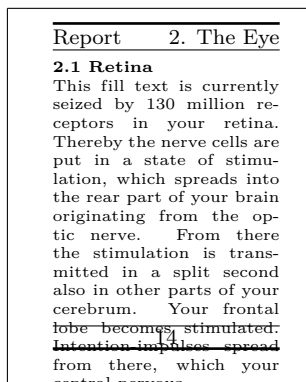 Report 2. The Eye
2.1 Retina
This fill text is currently
seized by 130 million re-
ceptors in your retina.
Thereby the nerve cells are
put in a state of stimu-
lation, which spreads into
the rear part of your brain
originating from the op-
tic nerve. From there
the stimulation is trans-
mitted in a split second
also in other parts of your
cerebrum. Your frontal
lobe becomes stimulated.
14
Intention-impulses spread
from there, which your
central nervous